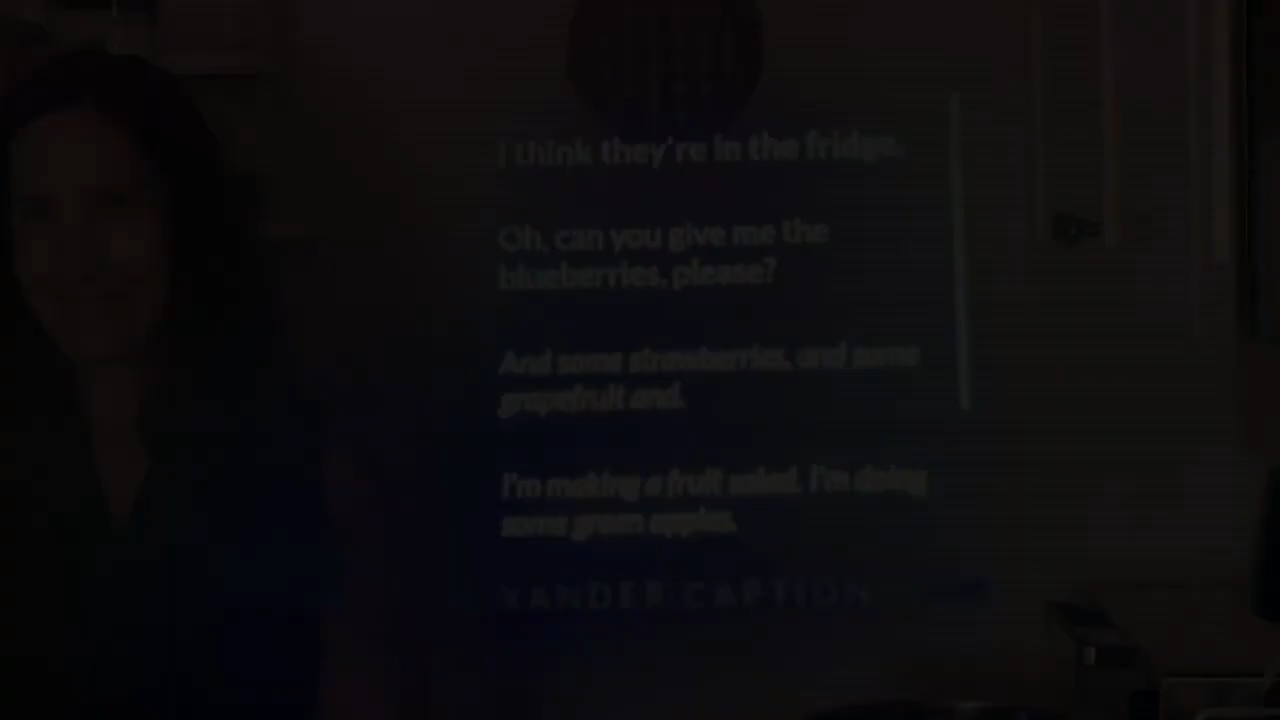 I think they're in the fridge.
Oh, can you give me the
blueberries, please?
And some strawberries, and some
grapefruit and.
I'm making a fruit salad. I'm doing
some green apples.
XANDER CAPTION